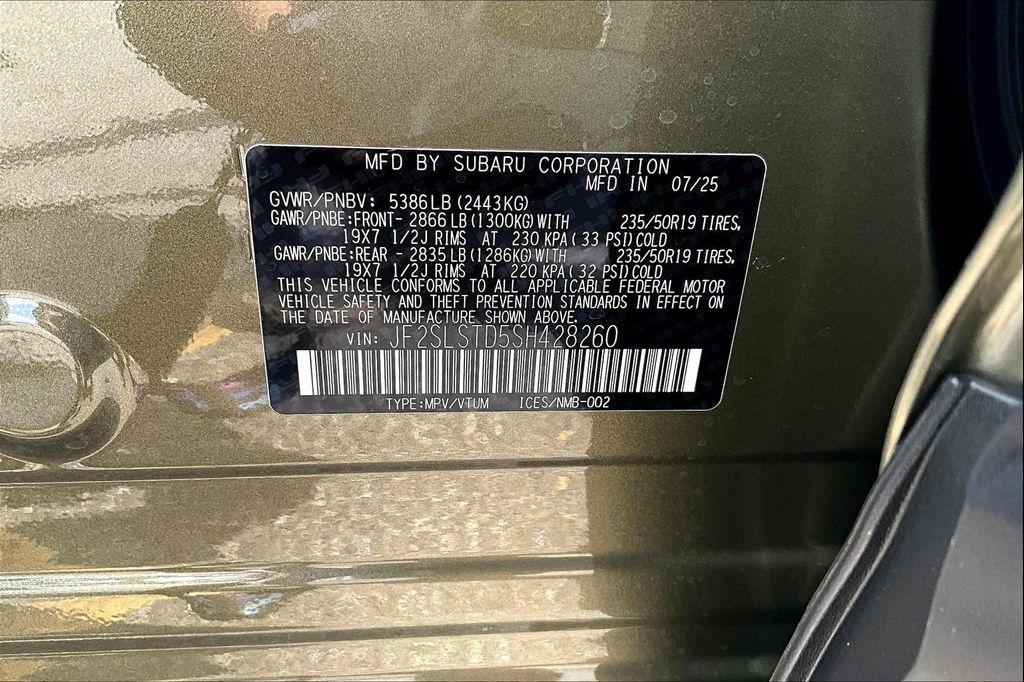 MFD BY SUBARU CORPORATION
MFD IN 07/25
GVWR/PNBV: 5386LB (2443KG)
GAWR/PNBE:FRONT- 2866LB (1300KG) WITH 235/50R19 TIRES,
19X7 1/2J RIMS AT 230 KPA( 33 PSI) COLD
GAWR/PNBE:REAR - 2835LB (1286KG) WITH 235/50R19 TIRES,
19X7 1/2J RIMS AT 220 KPA( 32 PSI) COLD
THIS VEHICLE CONFORMS TO ALL APPLICABLE FEDERAL MOTOR
VEHICLE SAFETY AND THEFT PREVENTION STANDARDS IN EFFECT ON
THE DATE OF MANUFACTURE SHOWN ABOVE.
VIN: JF2SLSTD5SH428260
TYPE:MPV/VTUM ICES/NMB-002